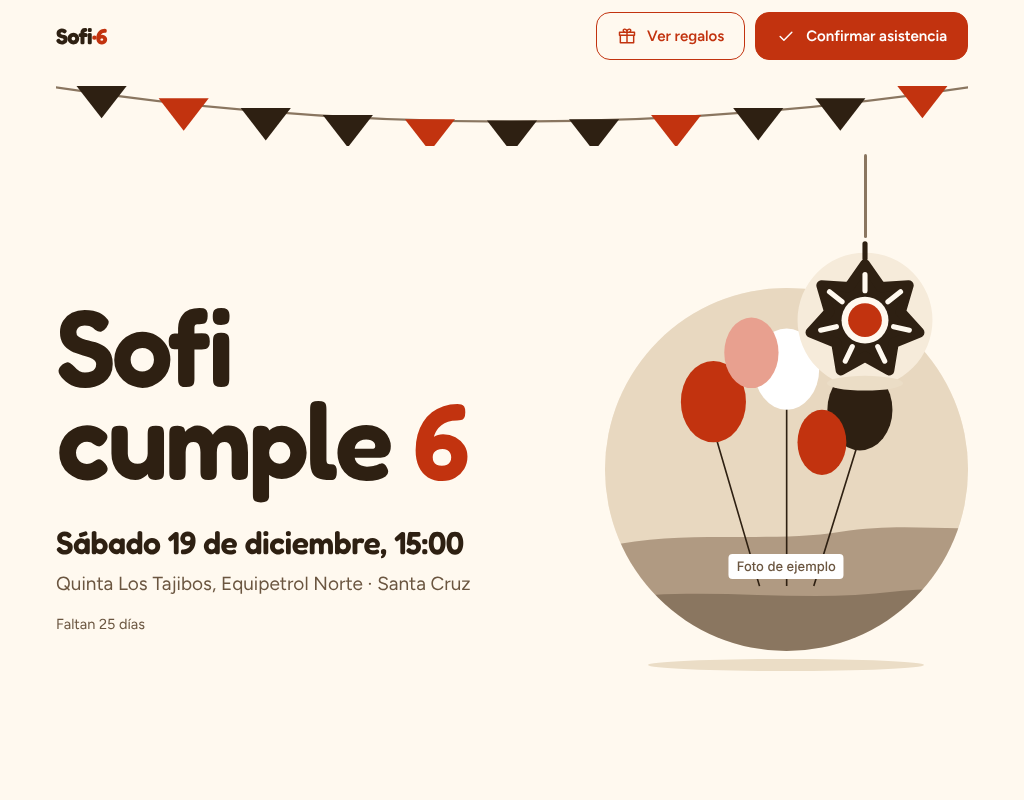 Sofi·6
Ver regalos
Confirmar asistencia
Sofi
cumple 6
Sábado 19 de diciembre, 15:00
Quinta Los Tajibos, Equipetrol Norte · Santa Cruz
Faltan 25 días
Foto de ejemplo